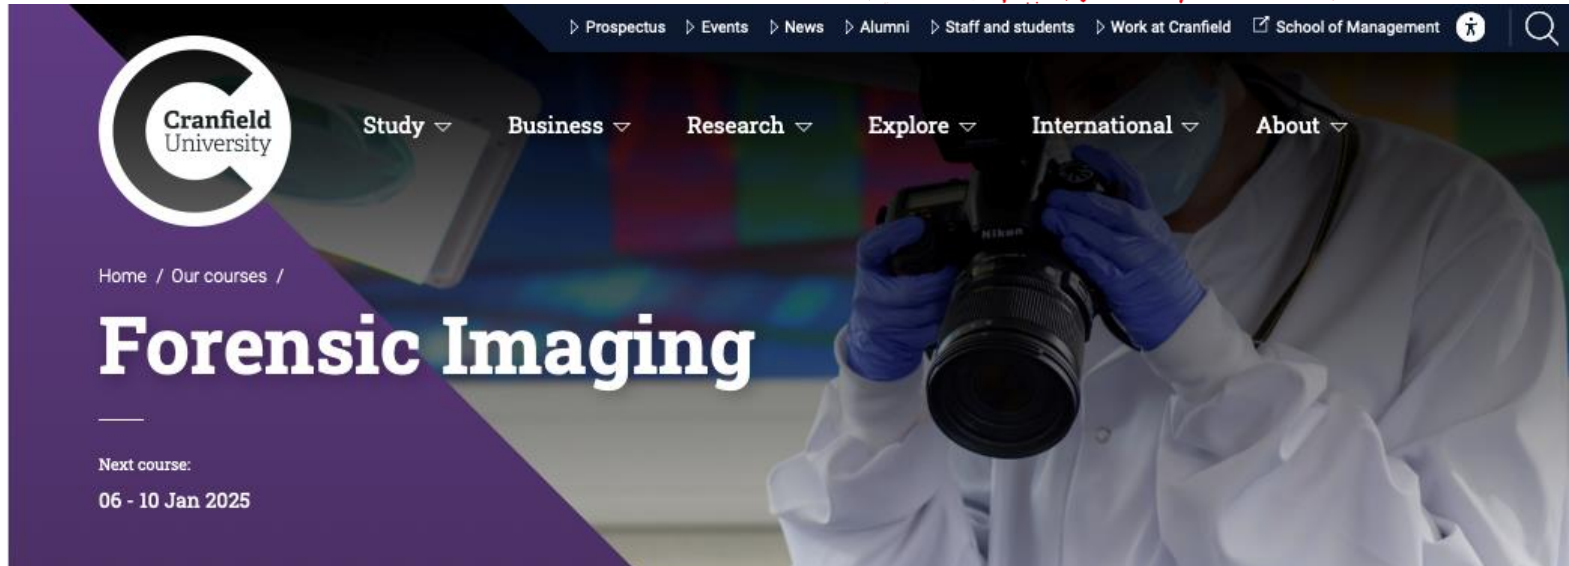 Prospectus Events News Alumni Staff and students Work at Cranfield School of Management
Cranfield
University
Study Business Research Explore International About
Nikon
Home / Our courses /
Forensic Imaging
Next course:
06 - 10 Jan 2025